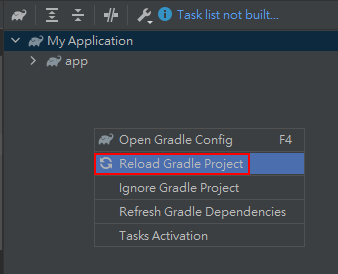 Task list not built...
My Application
app
Open Gradle Config F4
Reload Gradle Project
Ignore Gradle Project
Refresh Gradle Dependencies
Tasks Activation